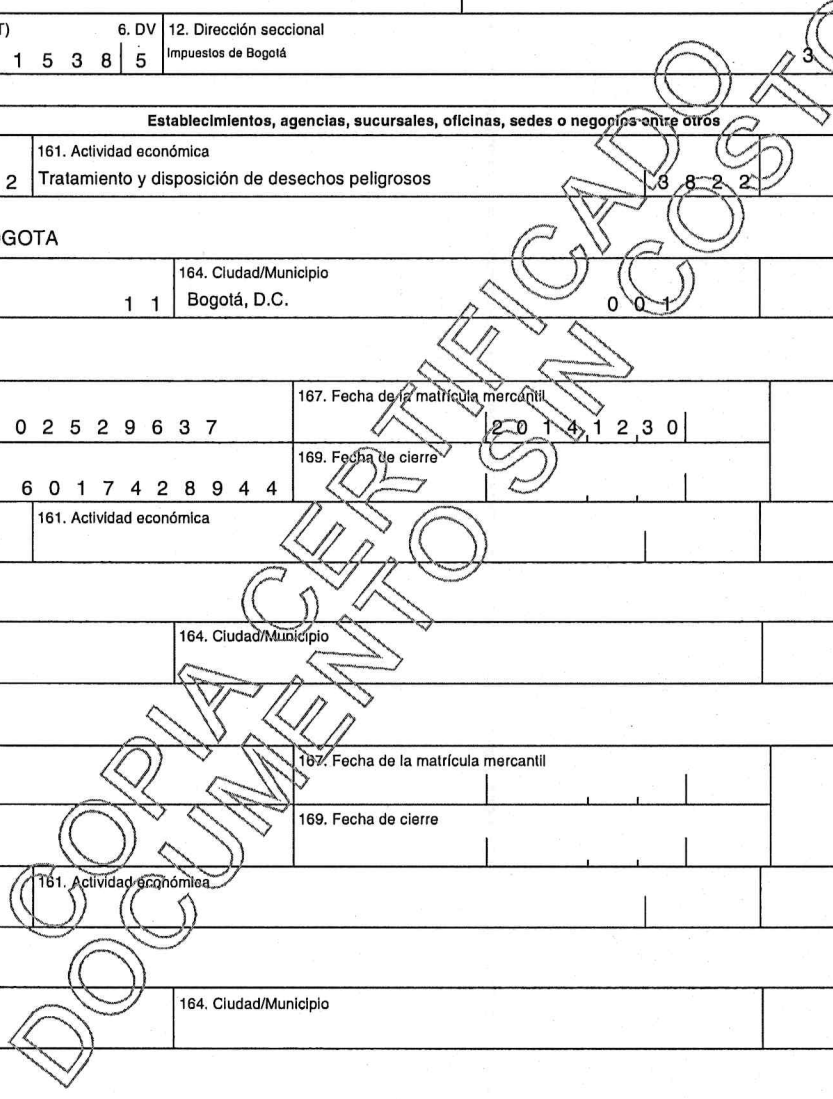 T) 6. DV 12. Dirección seccional
1 5 3 8 5 Impuestos de Bogotá 3
Establecimientos, agencias, sucursales, oficinas, sedes o negocios entre otros
161. Actividad económica
2 Tratamiento y disposición de desechos peligrosos 3 8 2 2
GOTA
164. Ciudad/Municipio
1 1 Bogotá, D.C. 0 0 1
167. Fecha de la matrícula mercantil
0 2 5 2 9 6 3 7 2 0 1 4 1 2 3 0
169. Fecha de cierre
6 0 1 7 4 2 8 9 4 4
161. Actividad económica
164. Ciudad/Municipio
167. Fecha de la matrícula mercantil
169. Fecha de cierre
161. Actividad económica
164. Ciudad/Municipio
COPIA CERTIFICADO
DOCUMENTO SIN COSTO